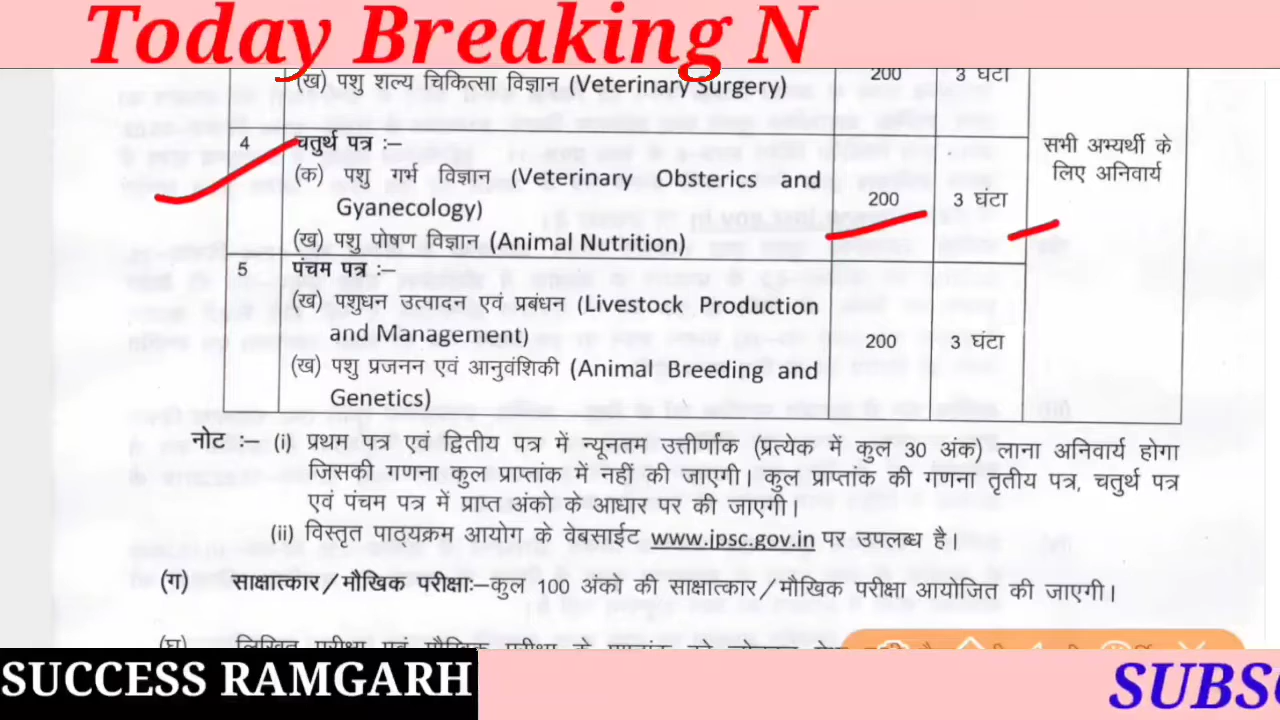 Today Breaking N
(ख) पशु शल्य चिकित्सा विज्ञान (Veterinary Surgery)
200
3 घंटा
4
चतुर्थ पत्र :–
(क) पशु गर्भ विज्ञान (Veterinary Obsterics and
Gyanecology)
(ख) पशु पोषण विज्ञान (Animal Nutrition)
200
3 घंटा
सभी अभ्यर्थी के
लिए अनिवार्य
5
पंचम पत्र :–
(ख) पशुधन उत्पादन एवं प्रबंधन (Livestock Production
and Management)
(ख) पशु प्रजनन एवं आनुवंशिकी (Animal Breeding and
Genetics)
200
3 घंटा
नोट :– (i) प्रथम पत्र एवं द्वितीय पत्र में न्यूनतम उत्तीर्णांक (प्रत्येक में कुल 30 अंक) लाना अनिवार्य होगा
जिसकी गणना कुल प्राप्तांक में नहीं की जाएगी। कुल प्राप्तांक की गणना तृतीय पत्र, चतुर्थ पत्र
एवं पंचम पत्र में प्राप्त अंको के आधार पर की जाएगी।
(ii) विस्तृत पाठ्यक्रम आयोग के वेबसाईट www.jpsc.gov.in पर उपलब्ध है।
(ग) साक्षात्कार/मौखिक परीक्षाः–कुल 100 अंको की साक्षात्कार/मौखिक परीक्षा आयोजित की जाएगी।
SUCCESS RAMGARH
SUBS